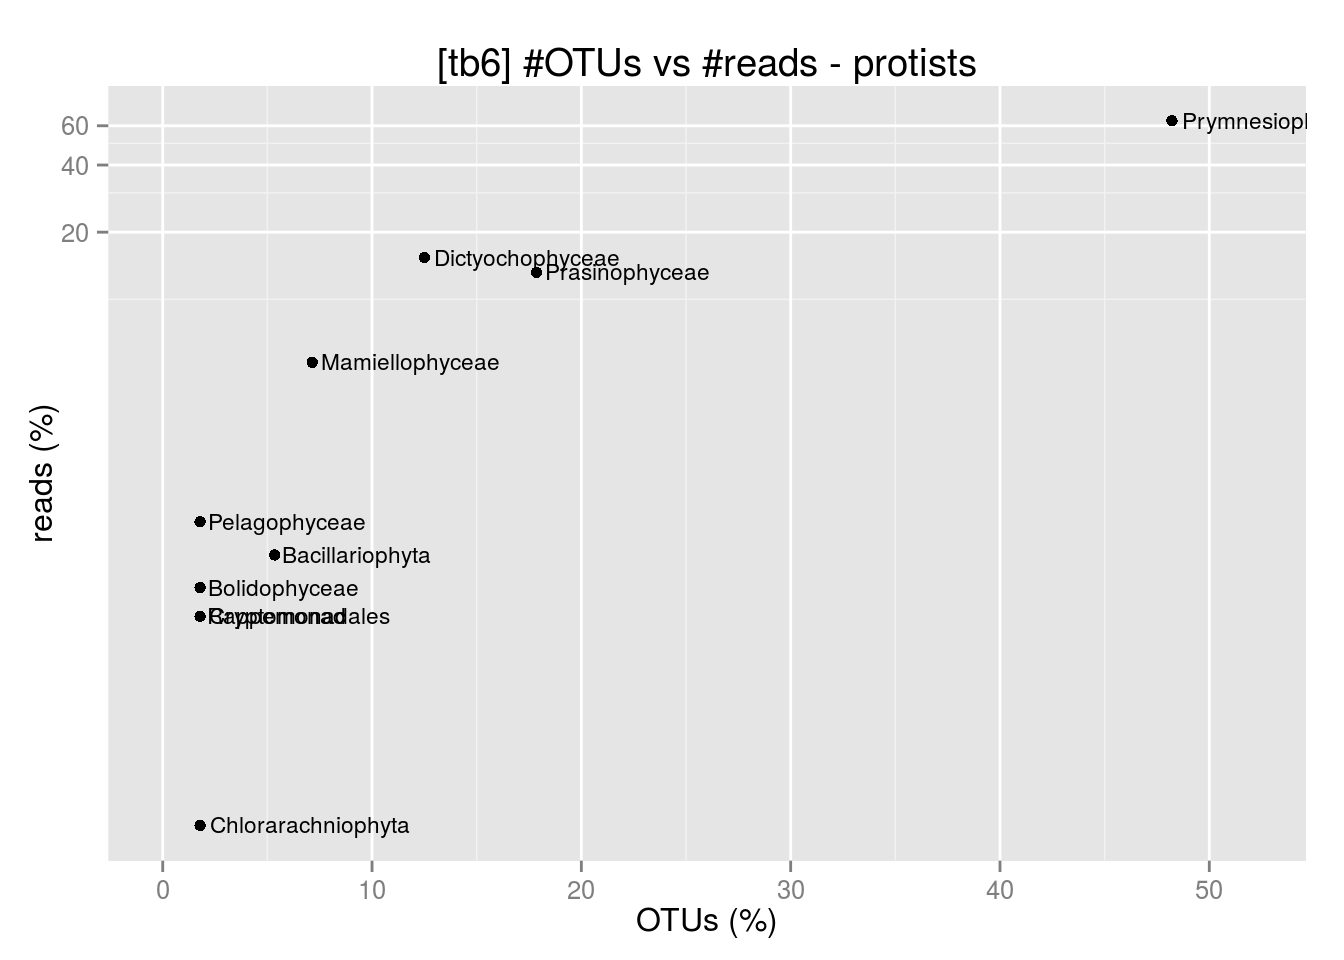 [tb6] #OTUs vs #reads - protists
60
40
20
reads (%)
Prymnesiop
Dictyochophyceae
Prasinophyceae
Mamiellophyceae
Pelagophyceae
Bacillariophyta
Bolidophyceae
Chlorarachniophyta
0 10 20 30 40 50
OTUs (%)